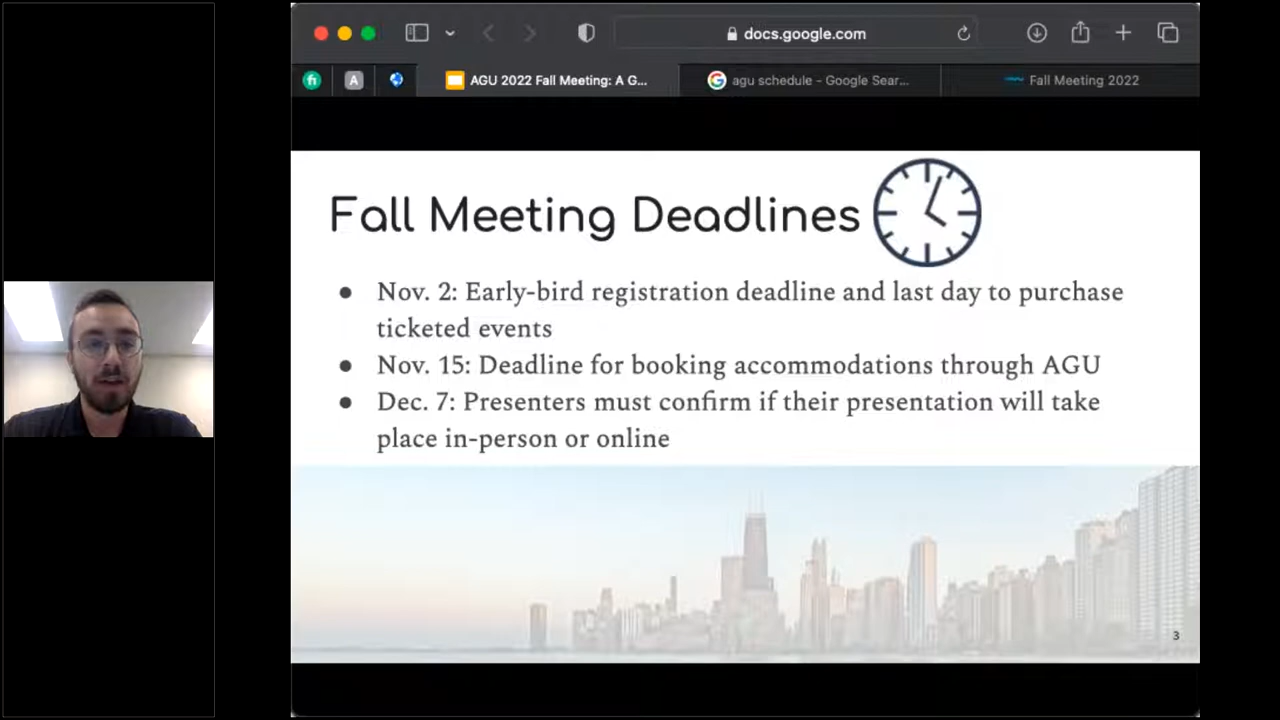 docs.google.com
A
AGU 2022 Fall Meeting: A G...
agu schedule - Google Sear...
Fall Meeting 2022
Fall Meeting Deadlines
● Nov. 2: Early-bird registration deadline and last day to purchase
ticketed events
● Nov. 15: Deadline for booking accommodations through AGU
● Dec. 7: Presenters must confirm if their presentation will take
place in-person or online
3